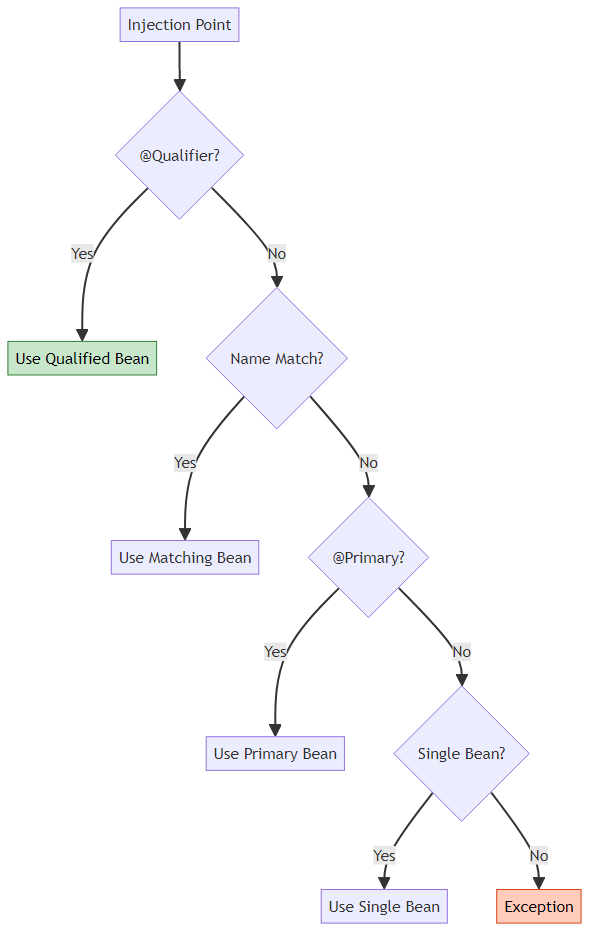 Injection Point
@Qualifier?
Yes
No
Use Qualified Bean
Name Match?
Yes
No
Use Matching Bean
@Primary?
Yes
No
Use Primary Bean
Single Bean?
Yes
No
Use Single Bean
Exception